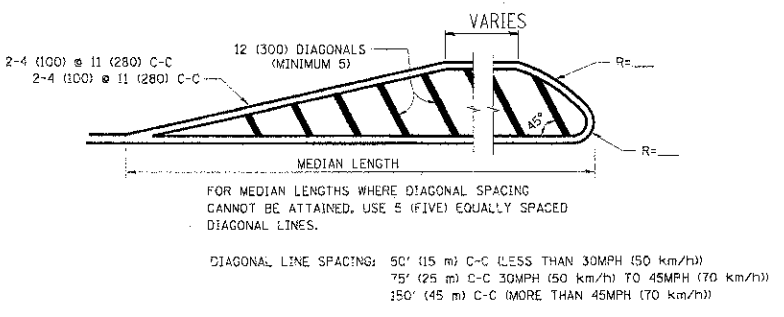 VARIES
12 (300) DIAGONALS
(MINIMUM 5)
2-4 (100) @ 11 (280) C-C
2-4 (100) @ 11 (280) C-C
R=___
45°
R=___
MEDIAN LENGTH
FOR MEDIAN LENGTHS WHERE DIAGONAL SPACING
CANNOT BE ATTAINED, USE 5 (FIVE) EQUALLY SPACED
DIAGONAL LINES.
DIAGONAL LINE SPACING: 50' (15 m) C-C (LESS THAN 30MPH (50 km/h))
75' (25 m) C-C 30MPH (50 km/h) TO 45MPH (70 km/h))
150' (45 m) C-C (MORE THAN 45MPH (70 km/h))